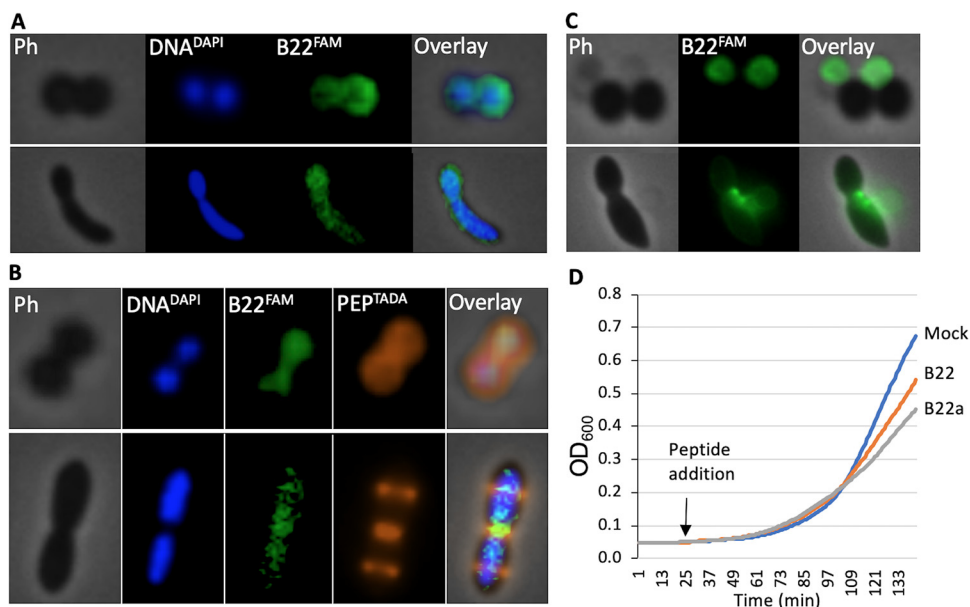 A
Ph DNA^DAPI B22^FAM Overlay
C
Ph B22^FAM Overlay
B
Ph DNA^DAPI B22^FAM PEP^TADA Overlay
D
0.8
0.7
0.6
0.5
0.4
0.3
0.2
0.1
0.0
OD₆₀₀
Peptide
addition
Mock
B22
B22a
1 13 25 37 49 61 73 85 97 109 121 133
Time (min)